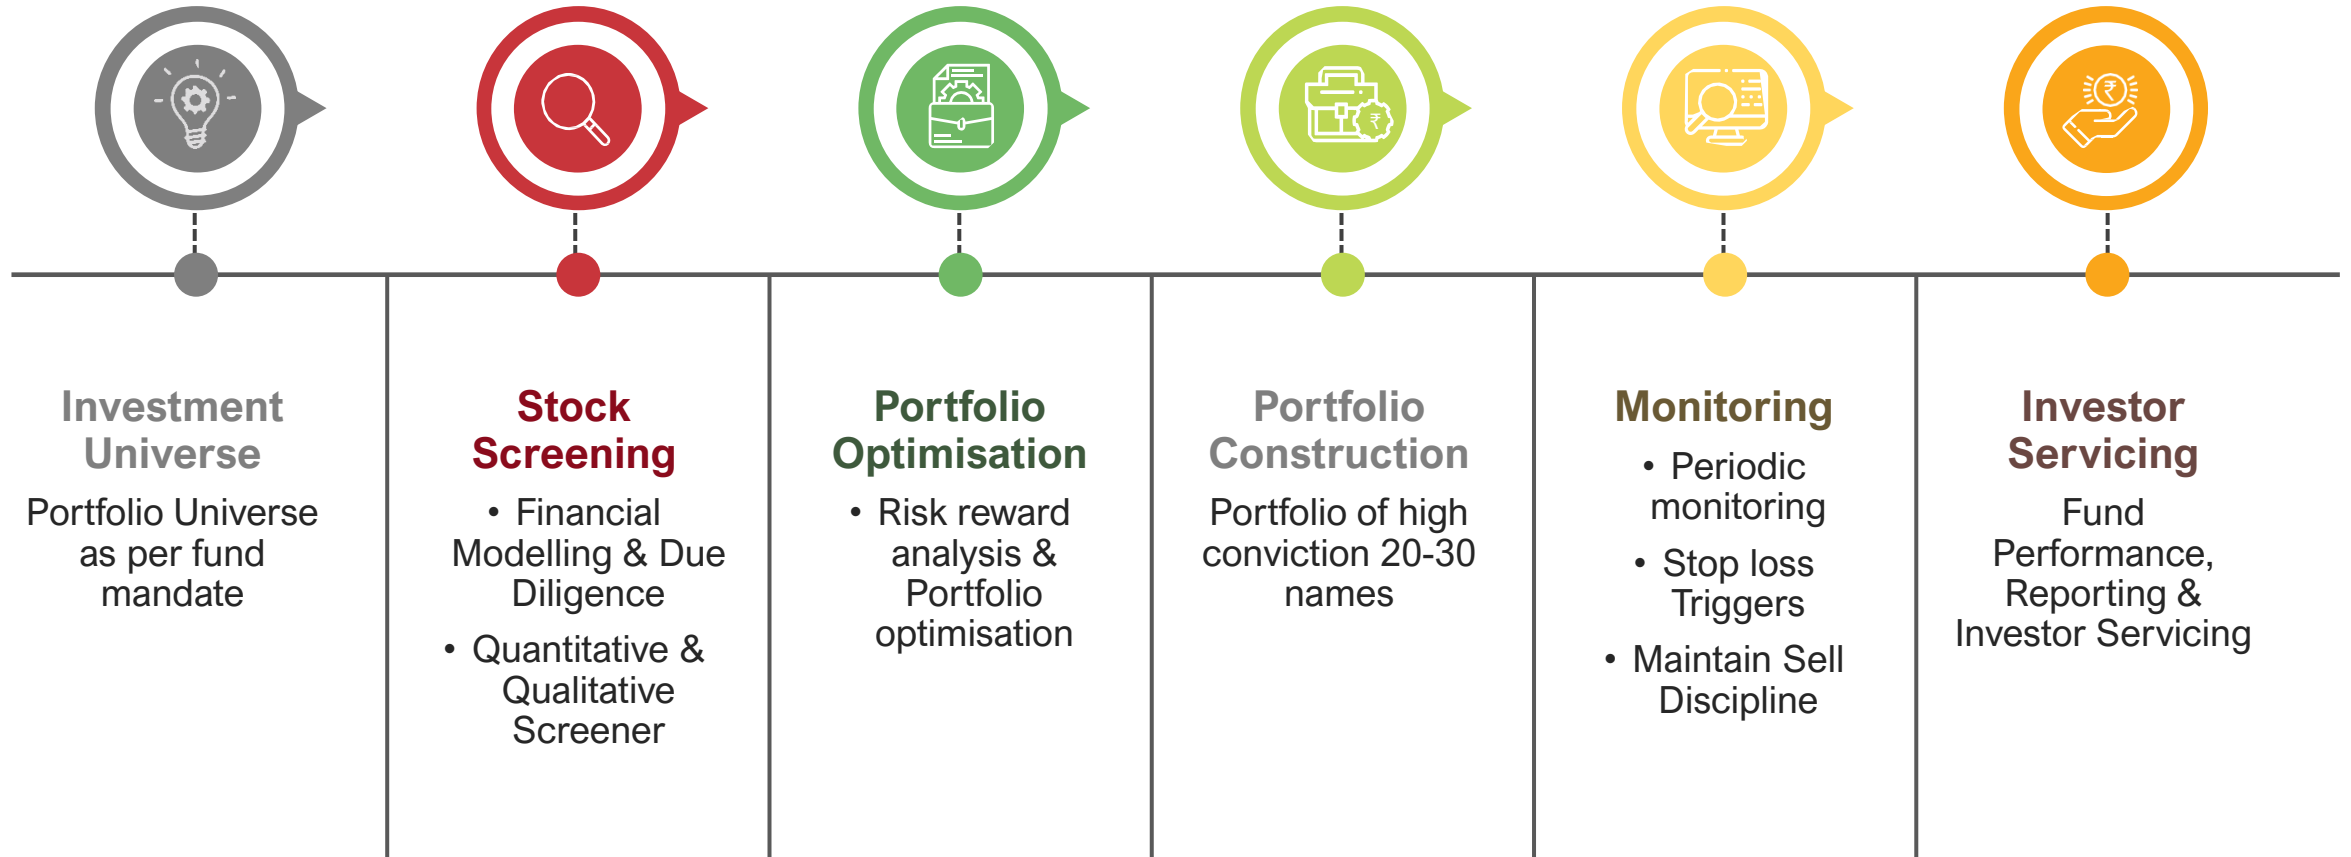 Investment
Universe
Portfolio Universe
as per fund
mandate
Stock
Screening
• Financial
Modelling & Due
Diligence
• Quantitative &
Qualitative
Screener
Portfolio
Optimisation
• Risk reward
analysis &
Portfolio
optimisation
Portfolio
Construction
Portfolio of high
conviction 20-30
names
Monitoring
• Periodic
monitoring
• Stop loss
Triggers
• Maintain Sell
Discipline
Investor
Servicing
Fund
Performance,
Reporting &
Investor Servicing
₹
₹